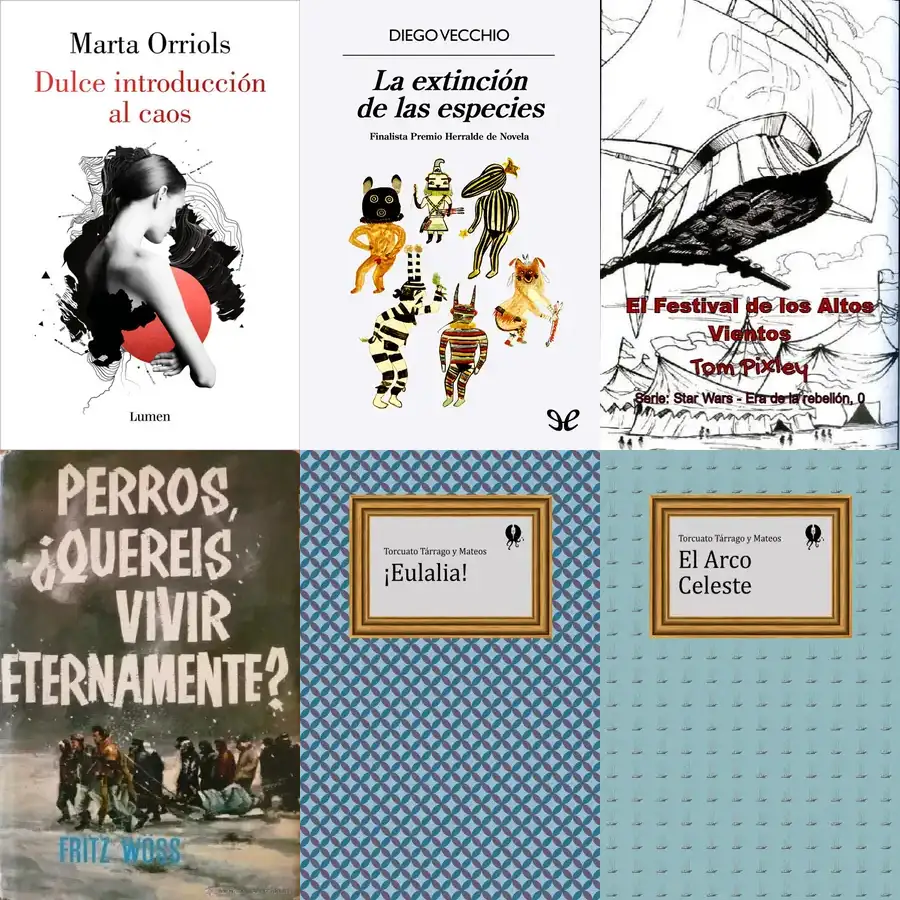 Marta Orriols
Dulce introducción
al caos
Lumen
DIEGO VECCHIO
La extinción
de las especies
Finalista Premio Herralde de Novela
El Festival de los Altos
Vientos
Tom Pixley
Serie: Star Wars - Era de la rebelión, 0
PERROS,
¿QUEREIS
VIVIR
ETERNAMENTE?
FRITZ WOSS
Torcuato Tárrago y Mateos
¡Eulalia!
Torcuato Tárrago y Mateos
El Arco
Celeste